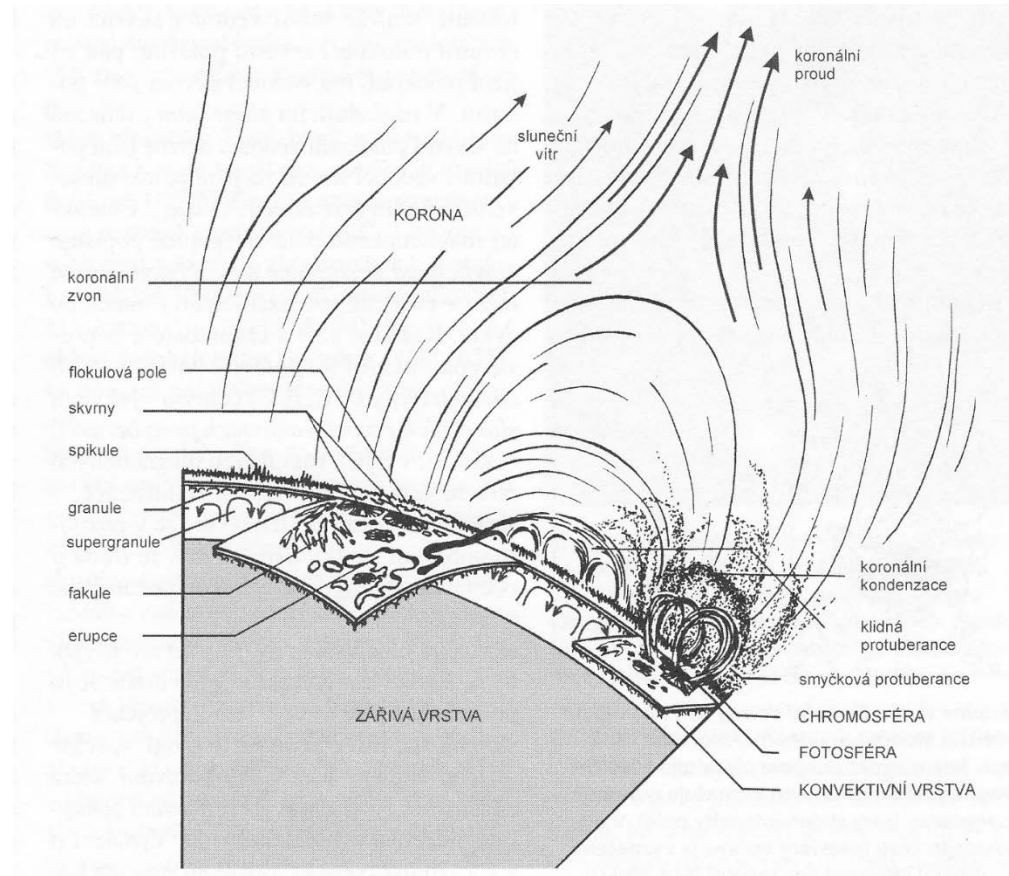 koronální
proud
sluneční
vítr
KORÓNA
koronální
zvon
flokulová pole
skvrny
spikule
granule
supergranule
fakule
erupce
koronální
kondenzace
klidná
protuberance
smyčková protuberance
ZÁŘIVÁ VRSTVA
CHROMOSFÉRA
FOTOSFÉRA
KONVEKTIVNÍ VRSTVA